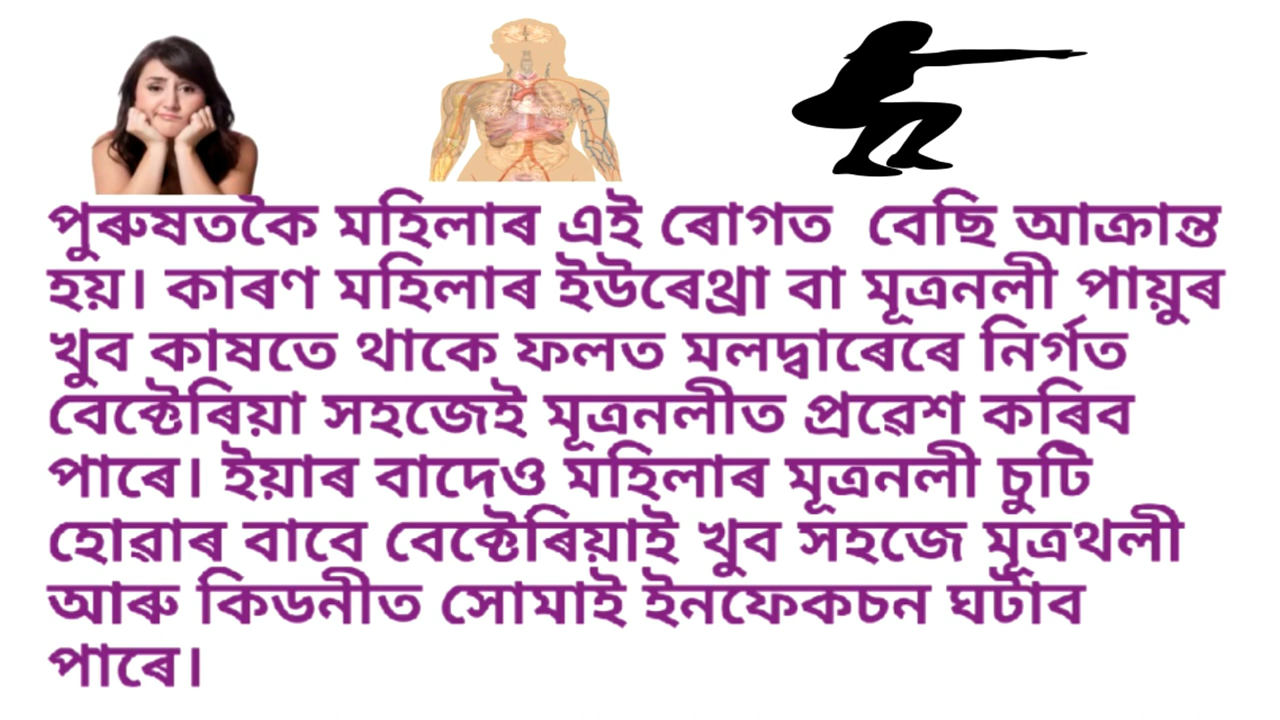 পুৰুষতকৈ মহিলাৰ এই ৰোগত বেছি আক্ৰান্ত
হয়। কাৰণ মহিলাৰ ইউৰেথ্ৰা বা মূত্ৰনলী পায়ুৰ
খুব কাষতে থাকে ফলত মলদ্বাৰেৰে নিৰ্গত
বেক্টেৰিয়া সহজেই মূত্ৰনলীত প্ৰৱেশ কৰিব
পাৰে। ইয়াৰ বাদেও মহিলাৰ মূত্ৰনলী চুটি
হোৱাৰ বাবে বেক্টেৰিয়াই খুব সহজে মূত্ৰথলী
আৰু কিডনীত সোমাই ইনফেকচন ঘটাব
পাৰে।